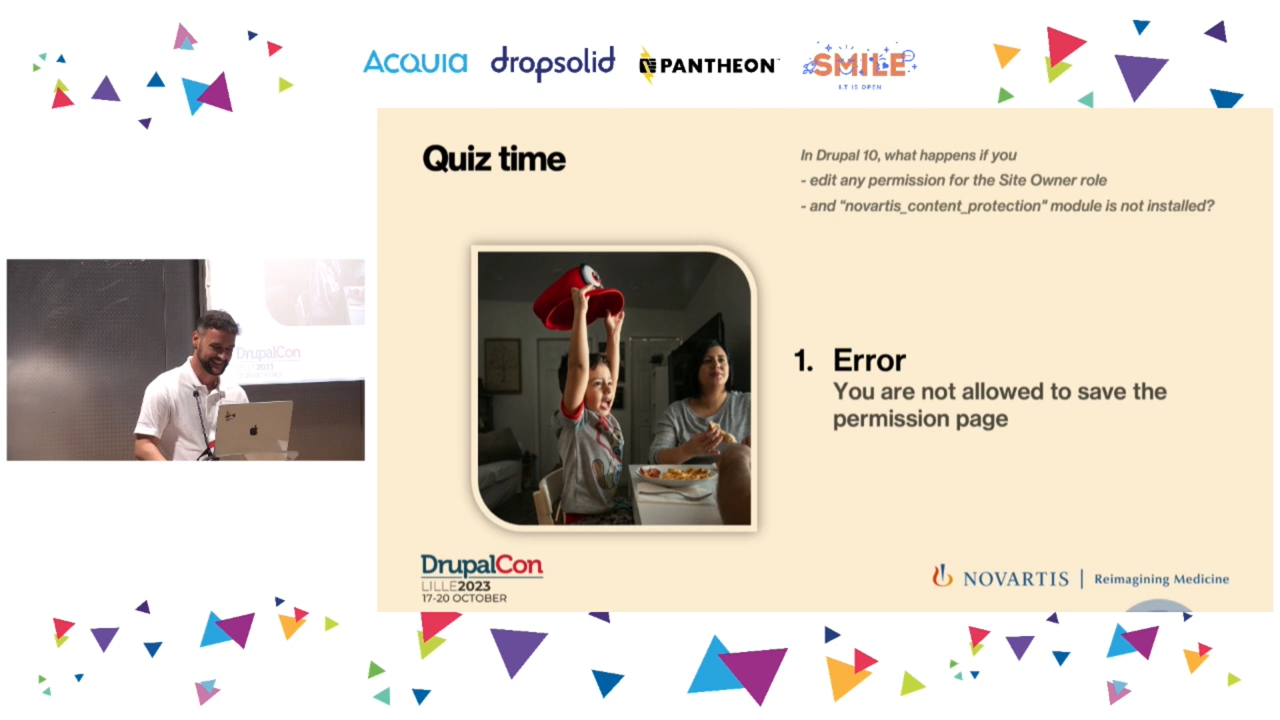 ACQUIA
dropsolid
PANTHEON
SMILE
I.T IS OPEN
Quiz time
In Drupal 10, what happens if you
- edit any permission for the Site Owner role
- and "novartis_content_protection" module is not installed?
1. Error
You are not allowed to save the
permission page
DrupalCon
LILLE2023
17-20 OCTOBER
NOVARTIS | Reimagining Medicine
DrupalCon